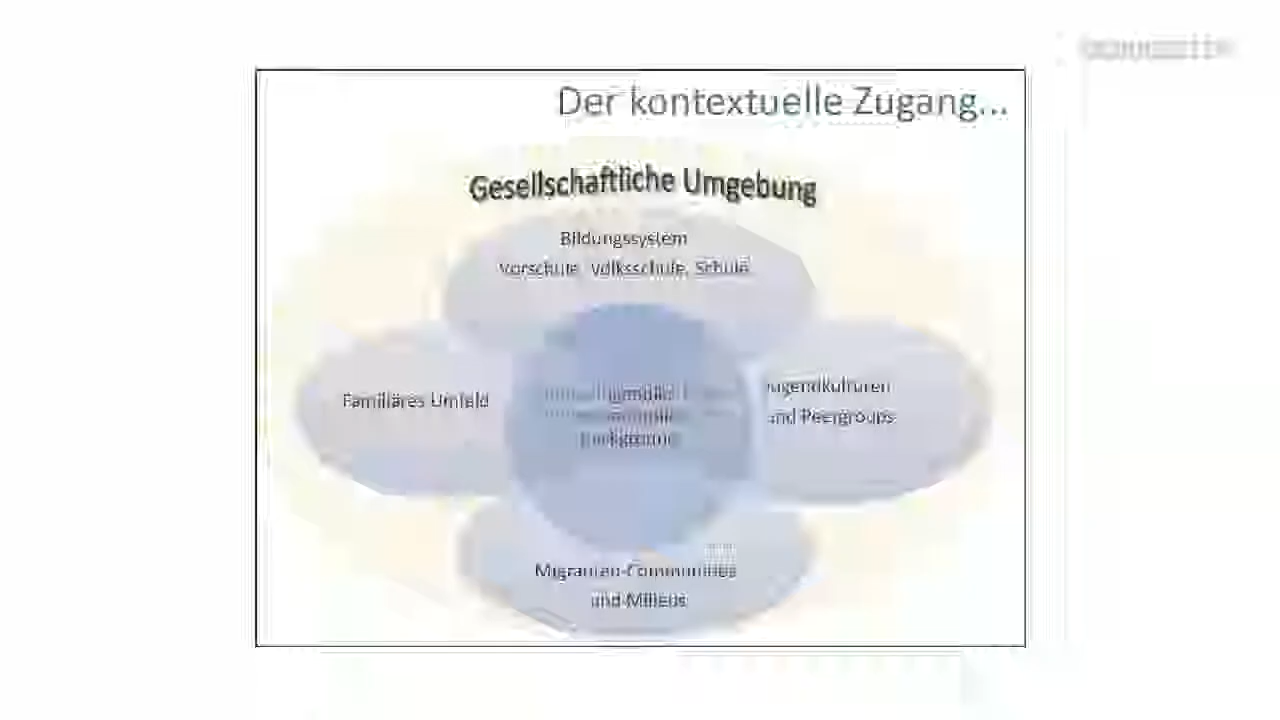 Der kontextuelle Zugang...
Gesellschaftliche Umgebung
Bildungssystem
Vorschule, Volksschule, Schule
Familiäres Umfeld
Jugendkulturen
und Peergroups
Migranten-Communities
und Milieus